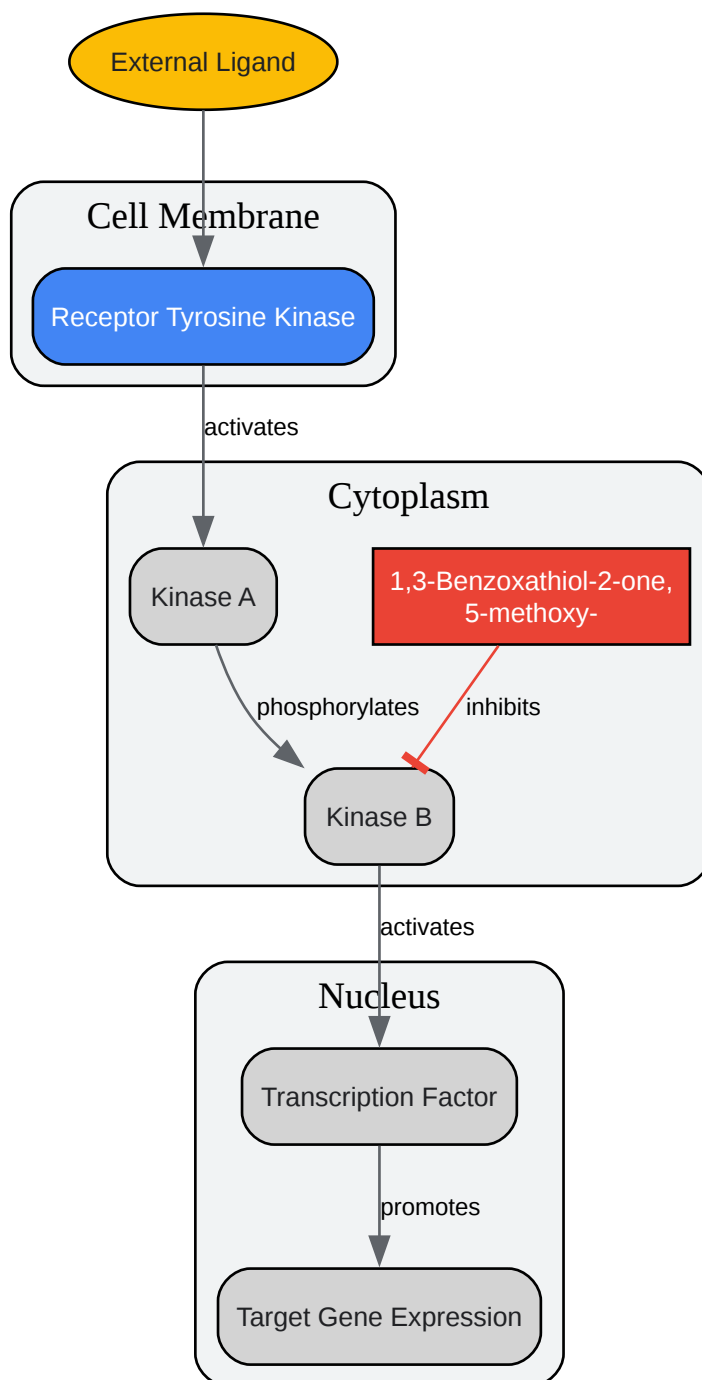 External Ligand
Cell Membrane
Receptor Tyrosine Kinase
activates
Cytoplasm
Kinase A
1,3-Benzoxathiol-2-one,
5-methoxy-
phosphorylates
inhibits
Kinase B
activates
Nucleus
Transcription Factor
promotes
Target Gene Expression